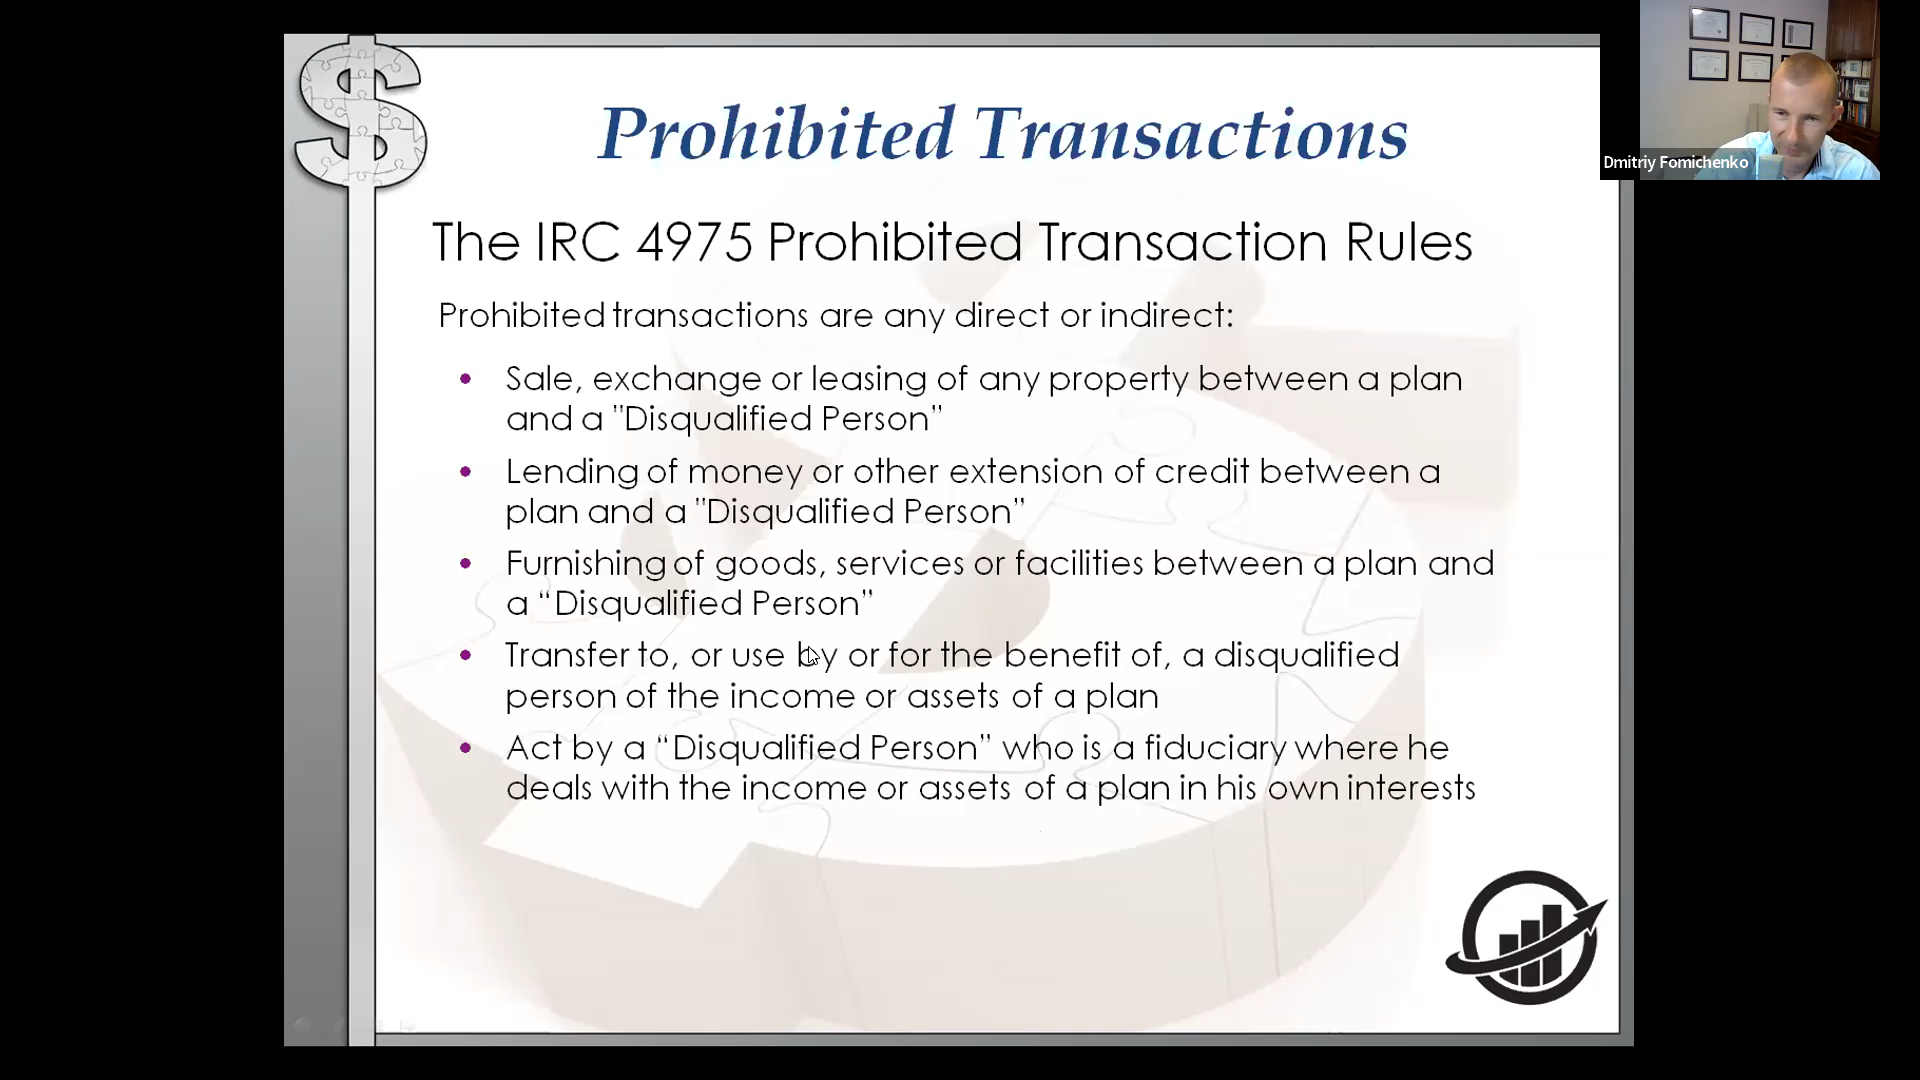 Prohibited Transactions
Dmitriy Fomichenko
The IRC 4975 Prohibited Transaction Rules
Prohibited transactions are any direct or indirect:
• Sale, exchange or leasing of any property between a plan
and a "Disqualified Person”
• Lending of money or other extension of credit between a
plan and a "Disqualified Person”
• Furnishing of goods, services or facilities between a plan and
a “Disqualified Person”
• Transfer to, or use by or for the benefit of, a disqualified
person of the income or assets of a plan
• Act by a “Disqualified Person” who is a fiduciary where he
deals with the income or assets of a plan in his own interests